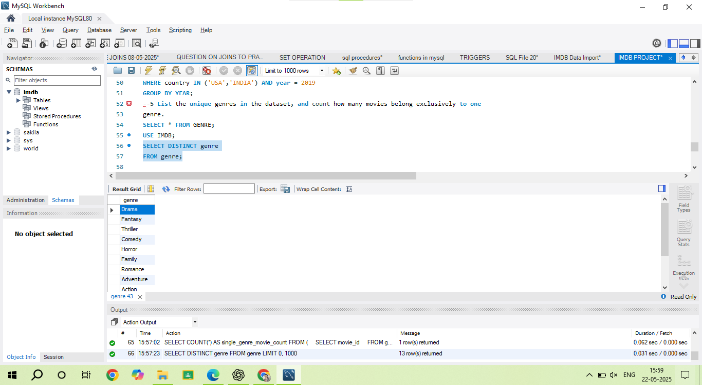 MySQL Workbench
Local instance MySQL80 ×
File Edit View Query Database Server Tools Scripting Help
Navigator
SCHEMAS
Filter objects
imdb
Tables
Views
Stored Procedures
Functions
sakila
sys
world
Administration Schemas
Information
No object selected
Object Info Session
JOINS 08-05-2025* QUESTION ON JOINS TO PRA... SET OPERATION sql procedures* functions in mysql TRIGGERS SQL File 20* IMDB Data Import* MDB PROJECT* ×
Limit to 1000 rows
50 WHERE country IN ('USA','INDIA') AND year = 2019
51 GROUP BY YEAR;
52 _ 5 List the unique genres in the dataset, and count how many movies belong exclusively to one
53 genre.
54 SELECT * FROM GENRE;
55 USE IMDB;
56 SELECT DISTINCT genre
57 FROM genre;
58
Result Grid Filter Rows: Export: Wrap Cell Content:
genre
Drama
Fantasy
Thriller
Comedy
Horror
Family
Romance
Adventure
Action
Field Types
Query Stats
Execution
genre 43 ×
Read Only
Output
Action Output
# Time Action Message Duration / Fetch
65 15:57:02 SELECT COUNT(*) AS single_genre_movie_count FROM ( SELECT movie_id FROM g... 1 row(s) returned 0.062 sec / 0.000 sec
66 15:57:23 SELECT DISTINCT genre FROM genre LIMIT 0, 1000 13 row(s) returned 0.031 sec / 0.000 sec
ENG
15:59
22-05-2025